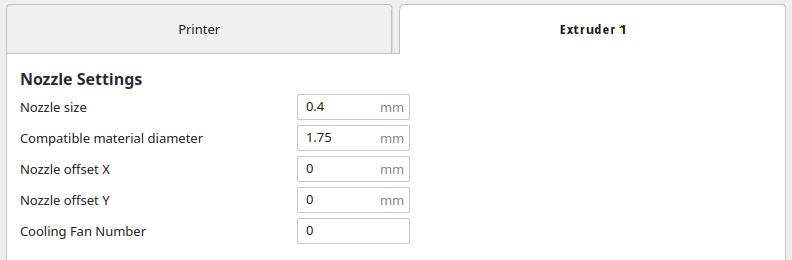 Printer Extruder 1
Nozzle Settings
Nozzle size 0.4 mm
Compatible material diameter 1.75 mm
Nozzle offset X 0 mm
Nozzle offset Y 0 mm
Cooling Fan Number 0